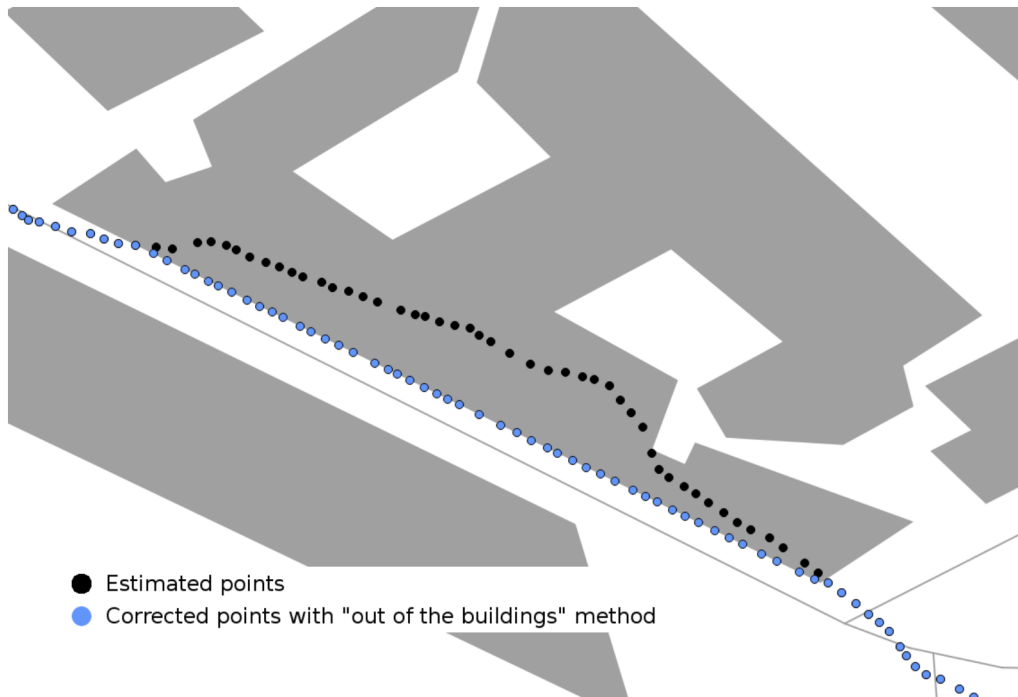 Estimated points
Corrected points with "out of the buildings" method